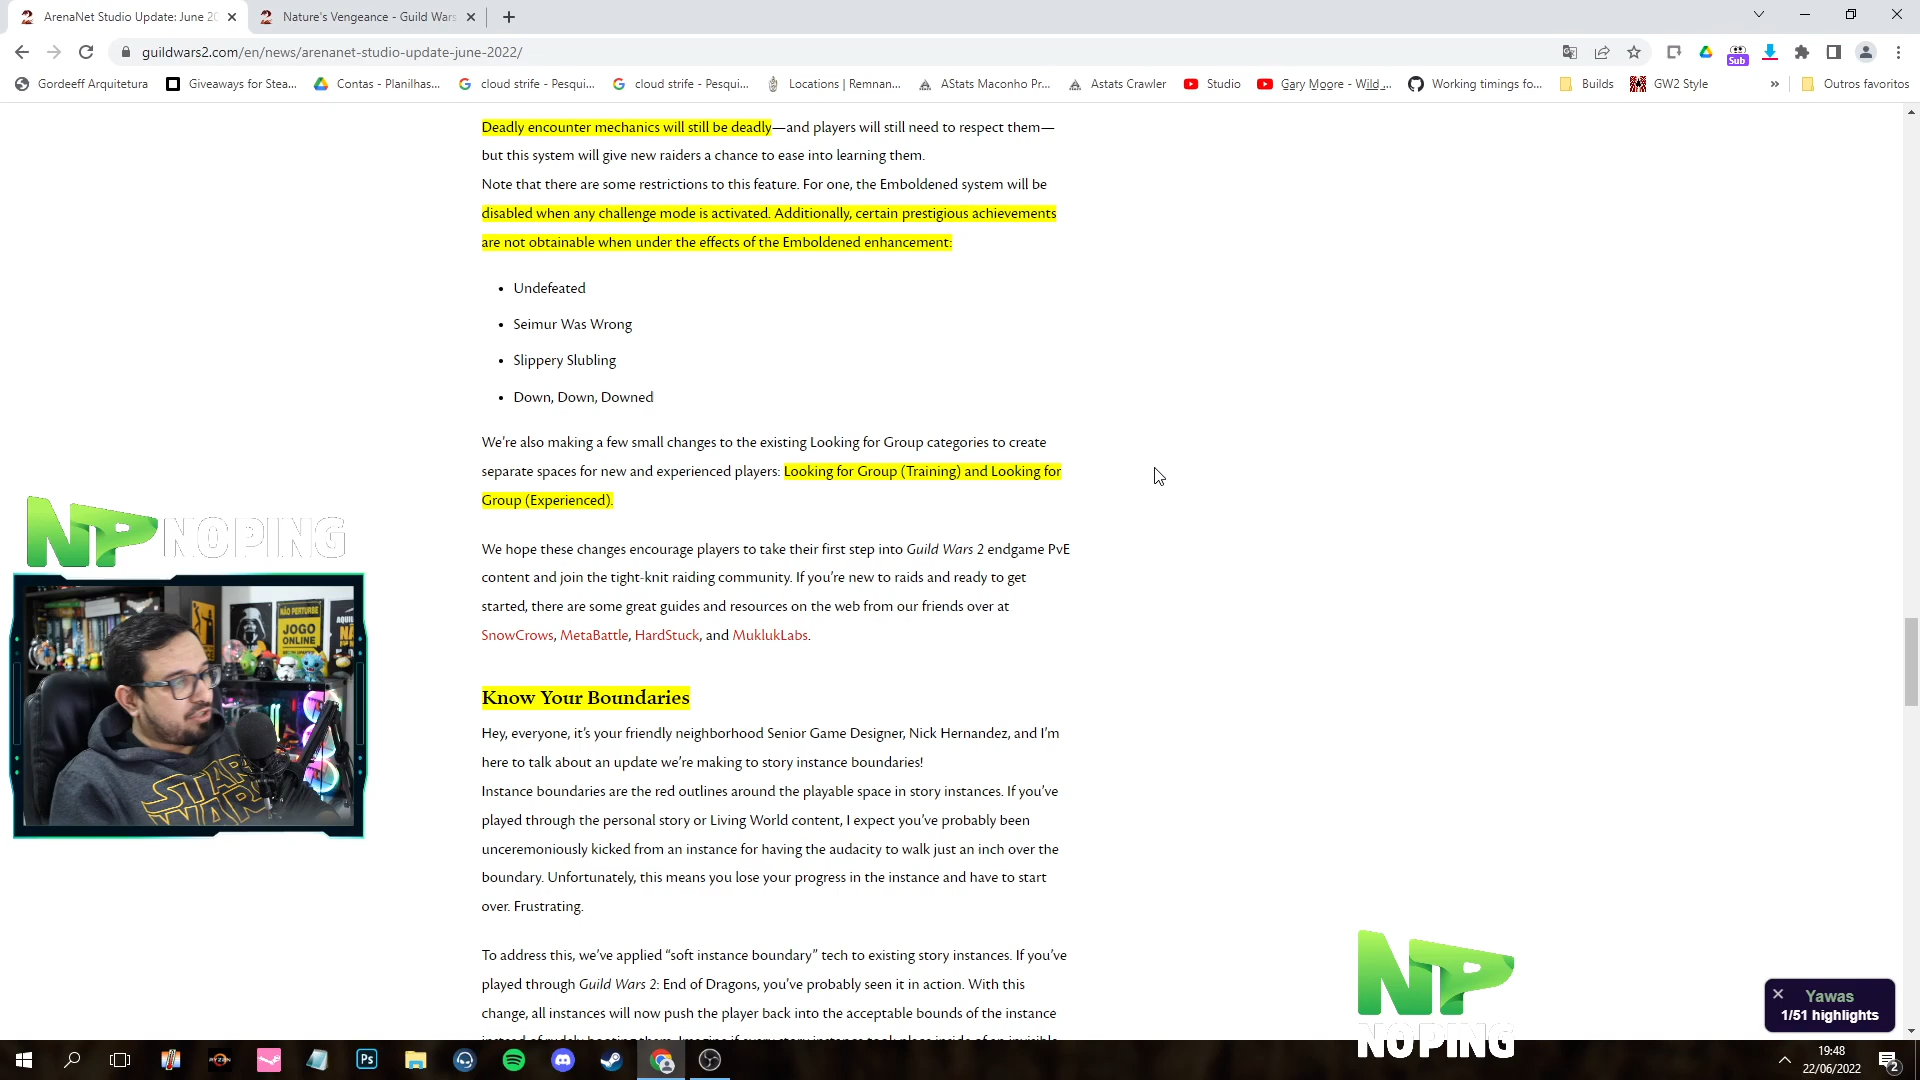 ArenaNet Studio Update: June 20
Nature's Vengeance - Guild Wars
guildwars2.com/en/news/arenanet-studio-update-june-2022/
Sub
Gordeeff Arquitetura
Giveaways for Stea...
Contas - Planilhas...
cloud strife - Pesqui...
cloud strife - Pesqui...
Locations | Remnan...
AStats Maconho Pr...
Astats Crawler
Studio
Gary Moore - Wild ...
Working timings fo...
Builds
GW2 Style
»
Outros favoritos
Deadly encounter mechanics will still be deadly—and players will still need to respect them—
but this system will give new raiders a chance to ease into learning them.
Note that there are some restrictions to this feature. For one, the Emboldened system will be
disabled when any challenge mode is activated. Additionally, certain prestigious achievements
are not obtainable when under the effects of the Emboldened enhancement:
• Undefeated
• Seimur Was Wrong
• Slippery Slubling
• Down, Down, Downed
We're also making a few small changes to the existing Looking for Group categories to create
separate spaces for new and experienced players: Looking for Group (Training) and Looking for
Group (Experienced).
We hope these changes encourage players to take their first step into Guild Wars 2 endgame PvE
content and join the tight-knit raiding community. If you're new to raids and ready to get
started, there are some great guides and resources on the web from our friends over at
SnowCrows, MetaBattle, HardStuck, and MuklukLabs.
Know Your Boundaries
Hey, everyone, it's your friendly neighborhood Senior Game Designer, Nick Hernandez, and I'm
here to talk about an update we're making to story instance boundaries!
Instance boundaries are the red outlines around the playable space in story instances. If you've
played through the personal story or Living World content, I expect you've probably been
unceremoniously kicked from an instance for having the audacity to walk just an inch over the
boundary. Unfortunately, this means you lose your progress in the instance and have to start
over. Frustrating.
To address this, we've applied “soft instance boundary” tech to existing story instances. If you've
played through Guild Wars 2: End of Dragons, you've probably seen it in action. With this
change, all instances will now push the player back into the acceptable bounds of the instance
NP NOPING
NÃO PERTURBE
JOGO
ONLINE
STAR
WARS
NP
NOPING
Yawas
1/51 highlights
Ps
19:48
22/06/2022
2